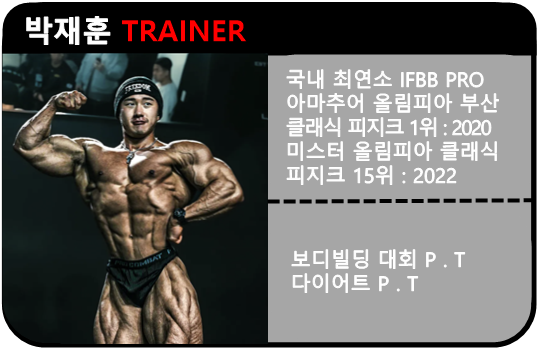 박재훈 TRAINER
국내 최연소 IFBB PRO
아마추어 올림피아 부산
클래식 피지크 1위 : 2020
미스터 올림피아 클래식
피지크 15위 : 2022
보디빌딩 대회 P . T
다이어트 P . T